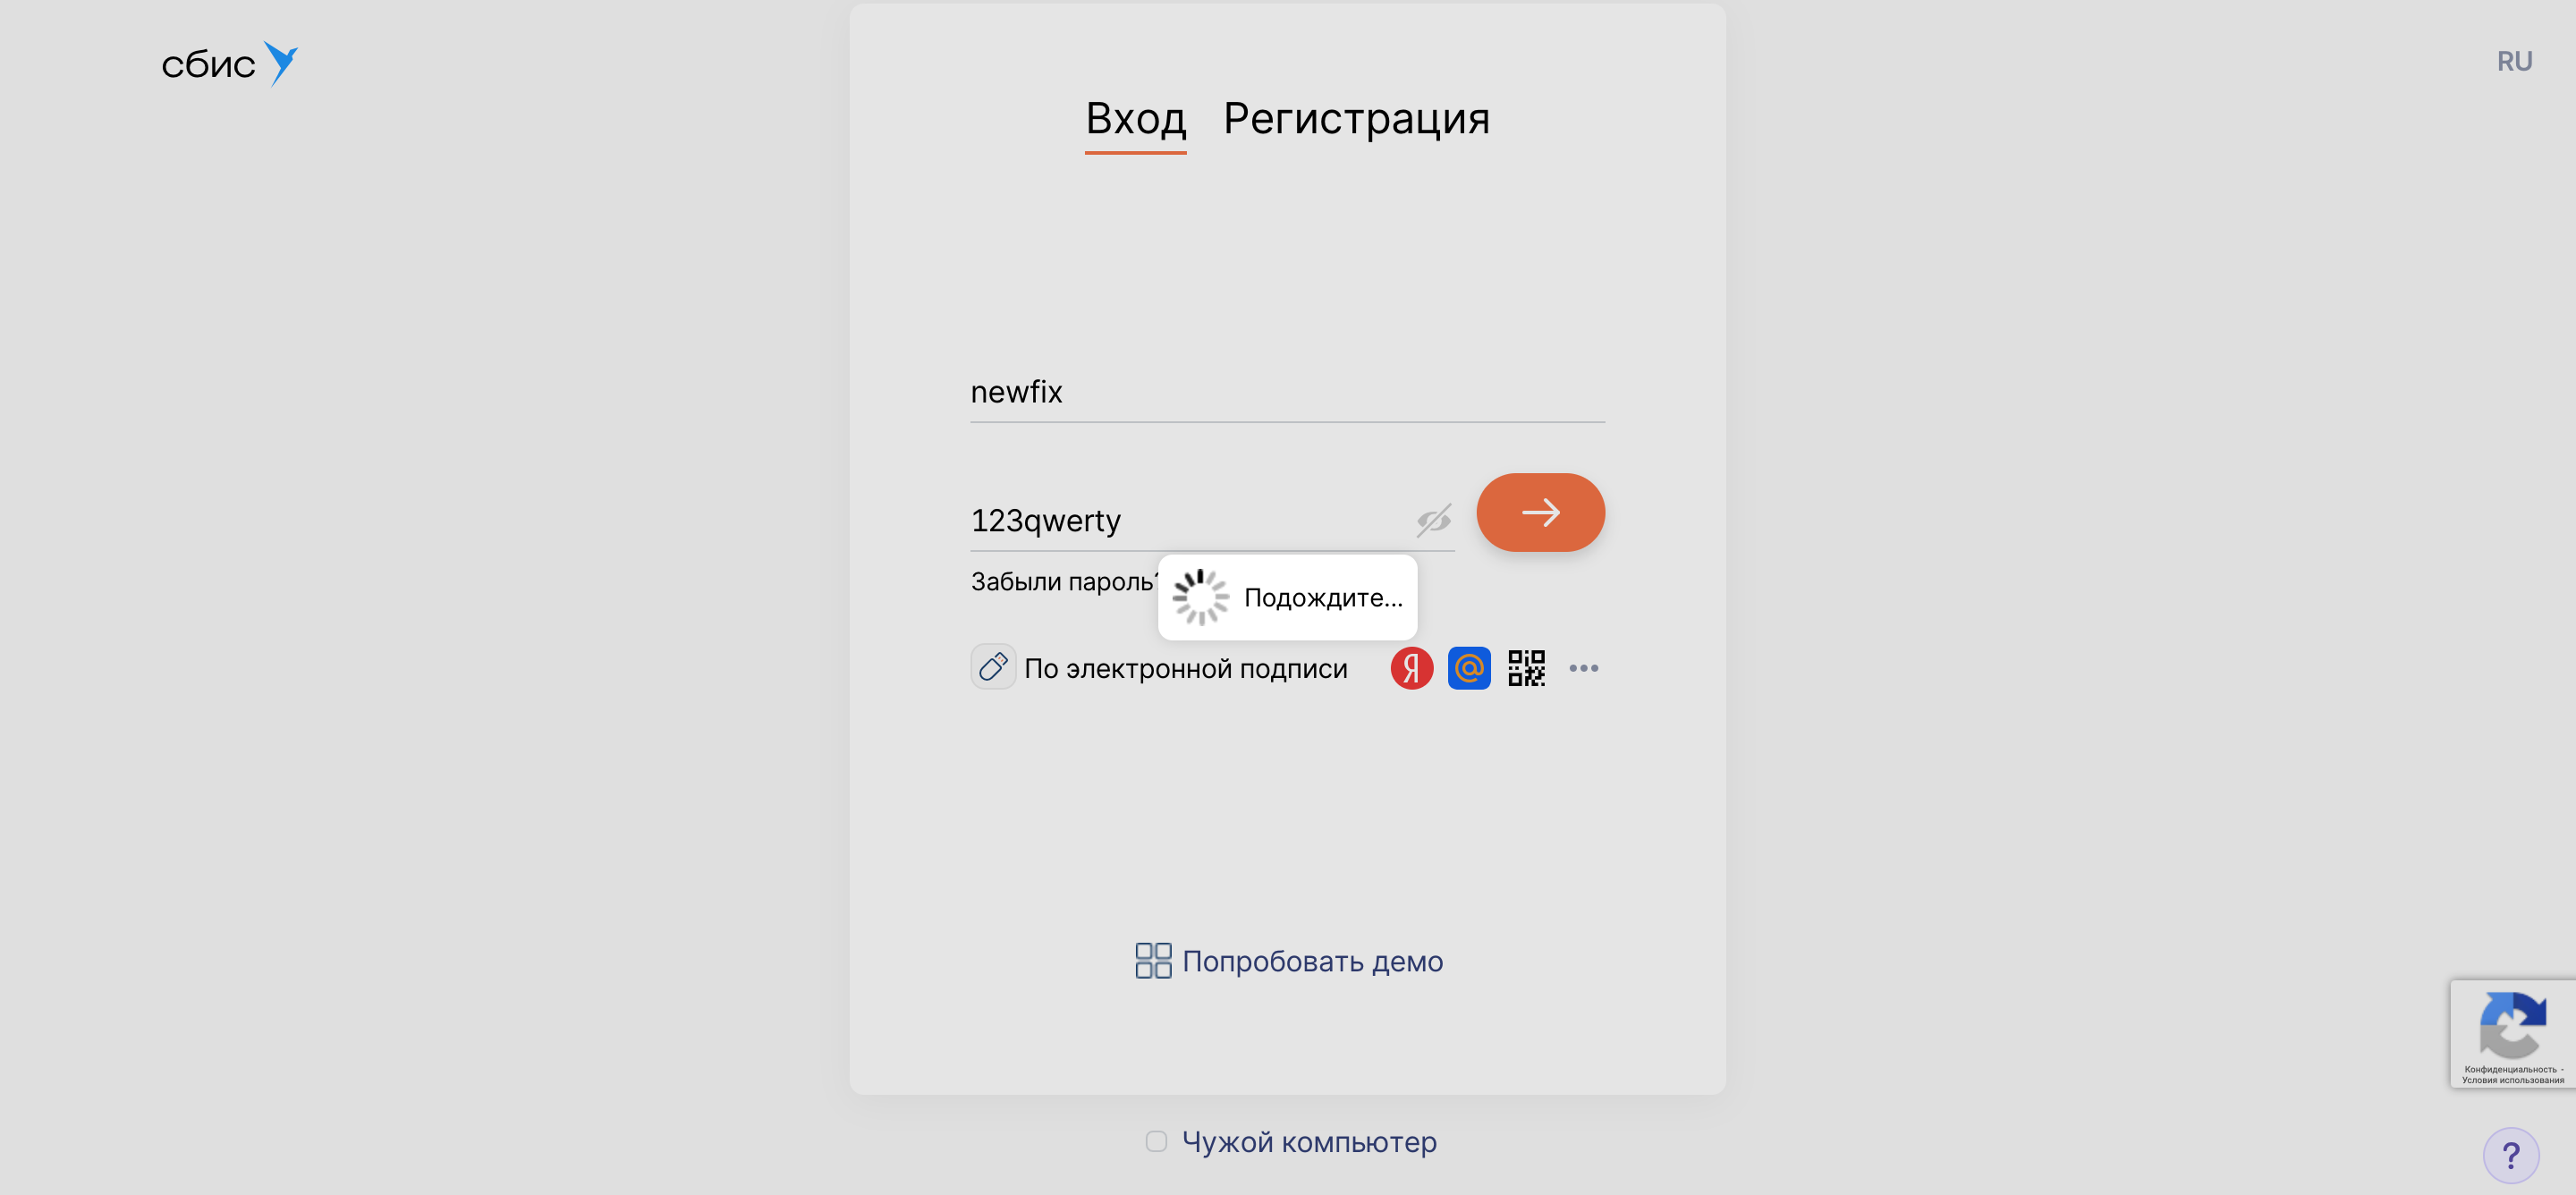 сбис
RU
Вход Регистрация
newfix
123qwerty
Забыли пароль?
Подождите...
По электронной подписи
Попробовать демо
Конфиденциальность -
Условия использования
Чужой компьютер
?